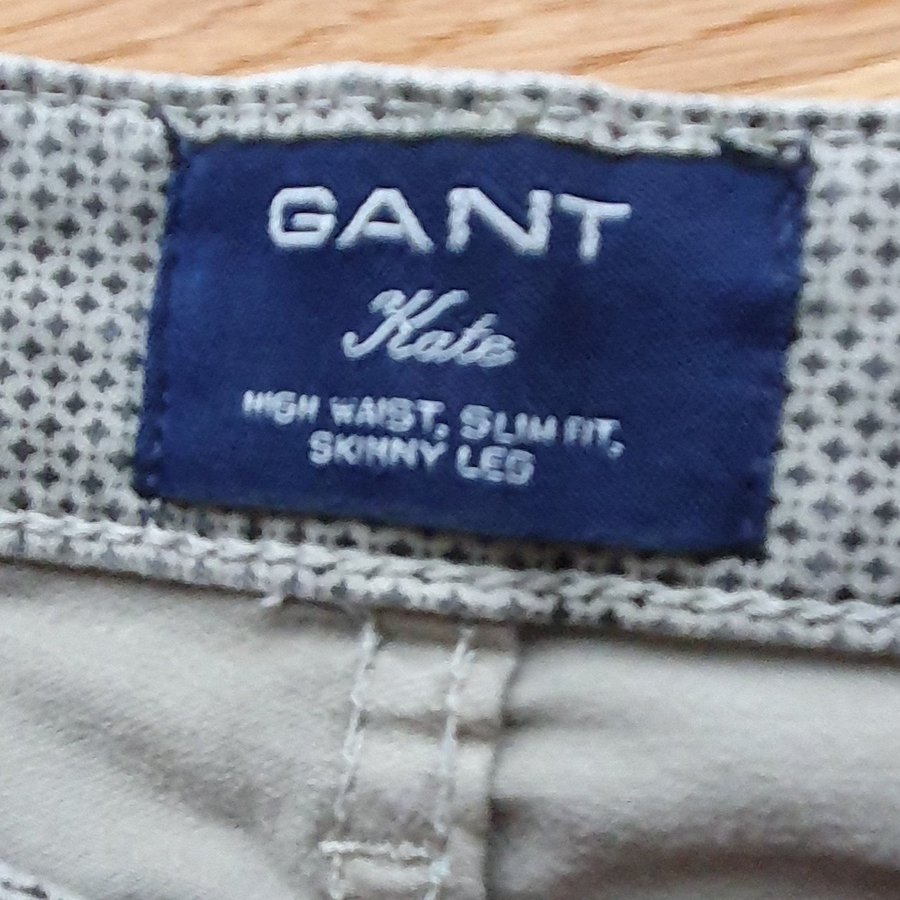 GANT
Kate
HIGH WAIST, SLIM FIT,
SKINNY LEG